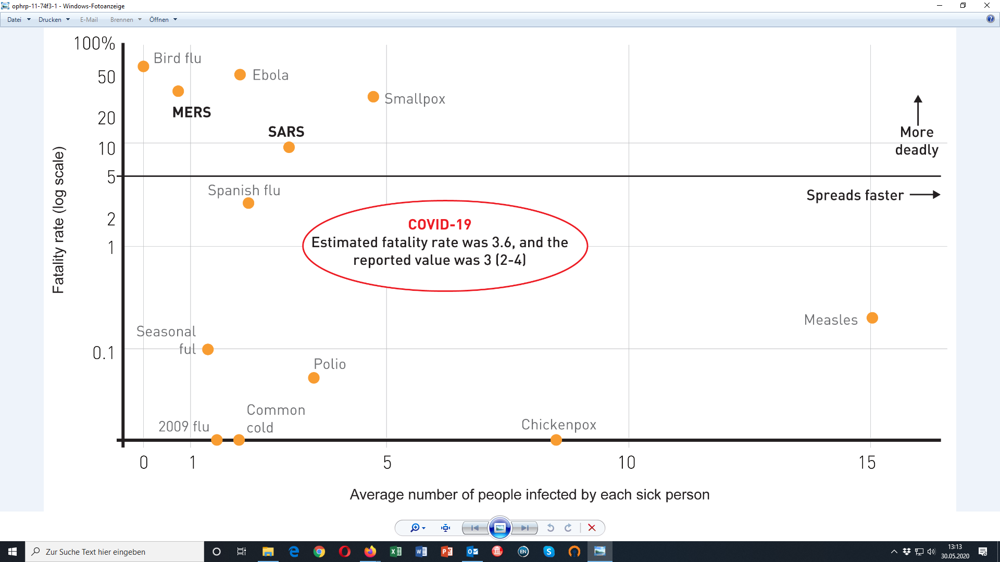 ophrp-11-74f3-1 - Windows-Fotoanzeige
Datei Drucken E-Mail Brennen Öffnen
100%
50
20
10
5
2
1
0.1
Fatality rate (log scale)
Bird flu
Ebola
MERS
Smallpox
SARS
More
deadly
Spanish flu
Spreads faster
COVID-19
Estimated fatality rate was 3.6, and the
reported value was 3 (2-4)
Measles
Seasonal
ful
Polio
Common
cold
2009 flu
Chickenpox
0 1 5 10 15
Average number of people infected by each sick person
Zur Suche Text hier eingeben
EN
13:13
30.05.2020